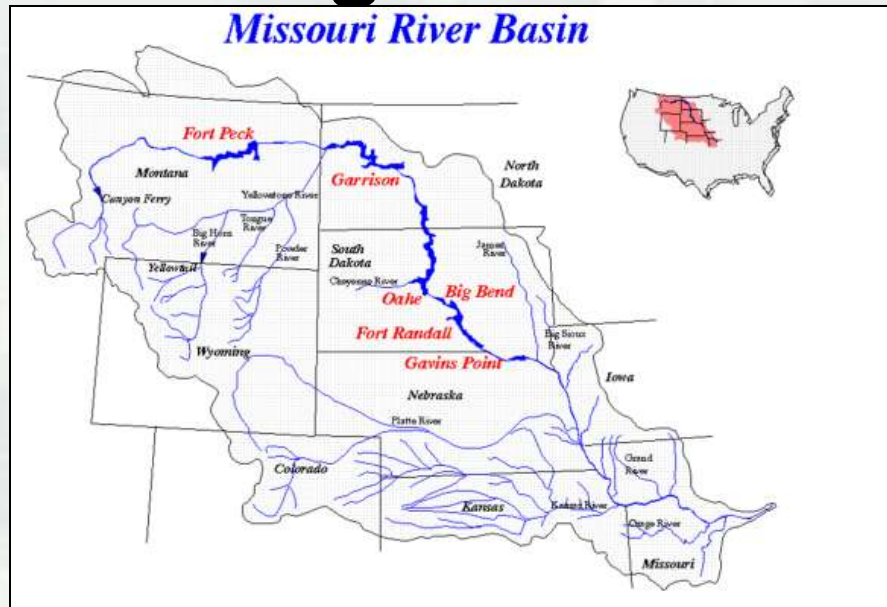 Missouri River Basin
Fort Peck
Montana
Garrison
North
Dakota
Canyon Ferry
Yellowstone River
Tongue
River
Big Horn
River
Powder
River
South
Dakota
James
River
Yellowtail
Cheyenne River
Oahe
Big Bend
Fort Randall
Big Sioux
River
Wyoming
Gavins Point
Iowa
Nebraska
Platte River
Colorado
Grand
River
Kansas
Kansas River
Osage River
Missouri